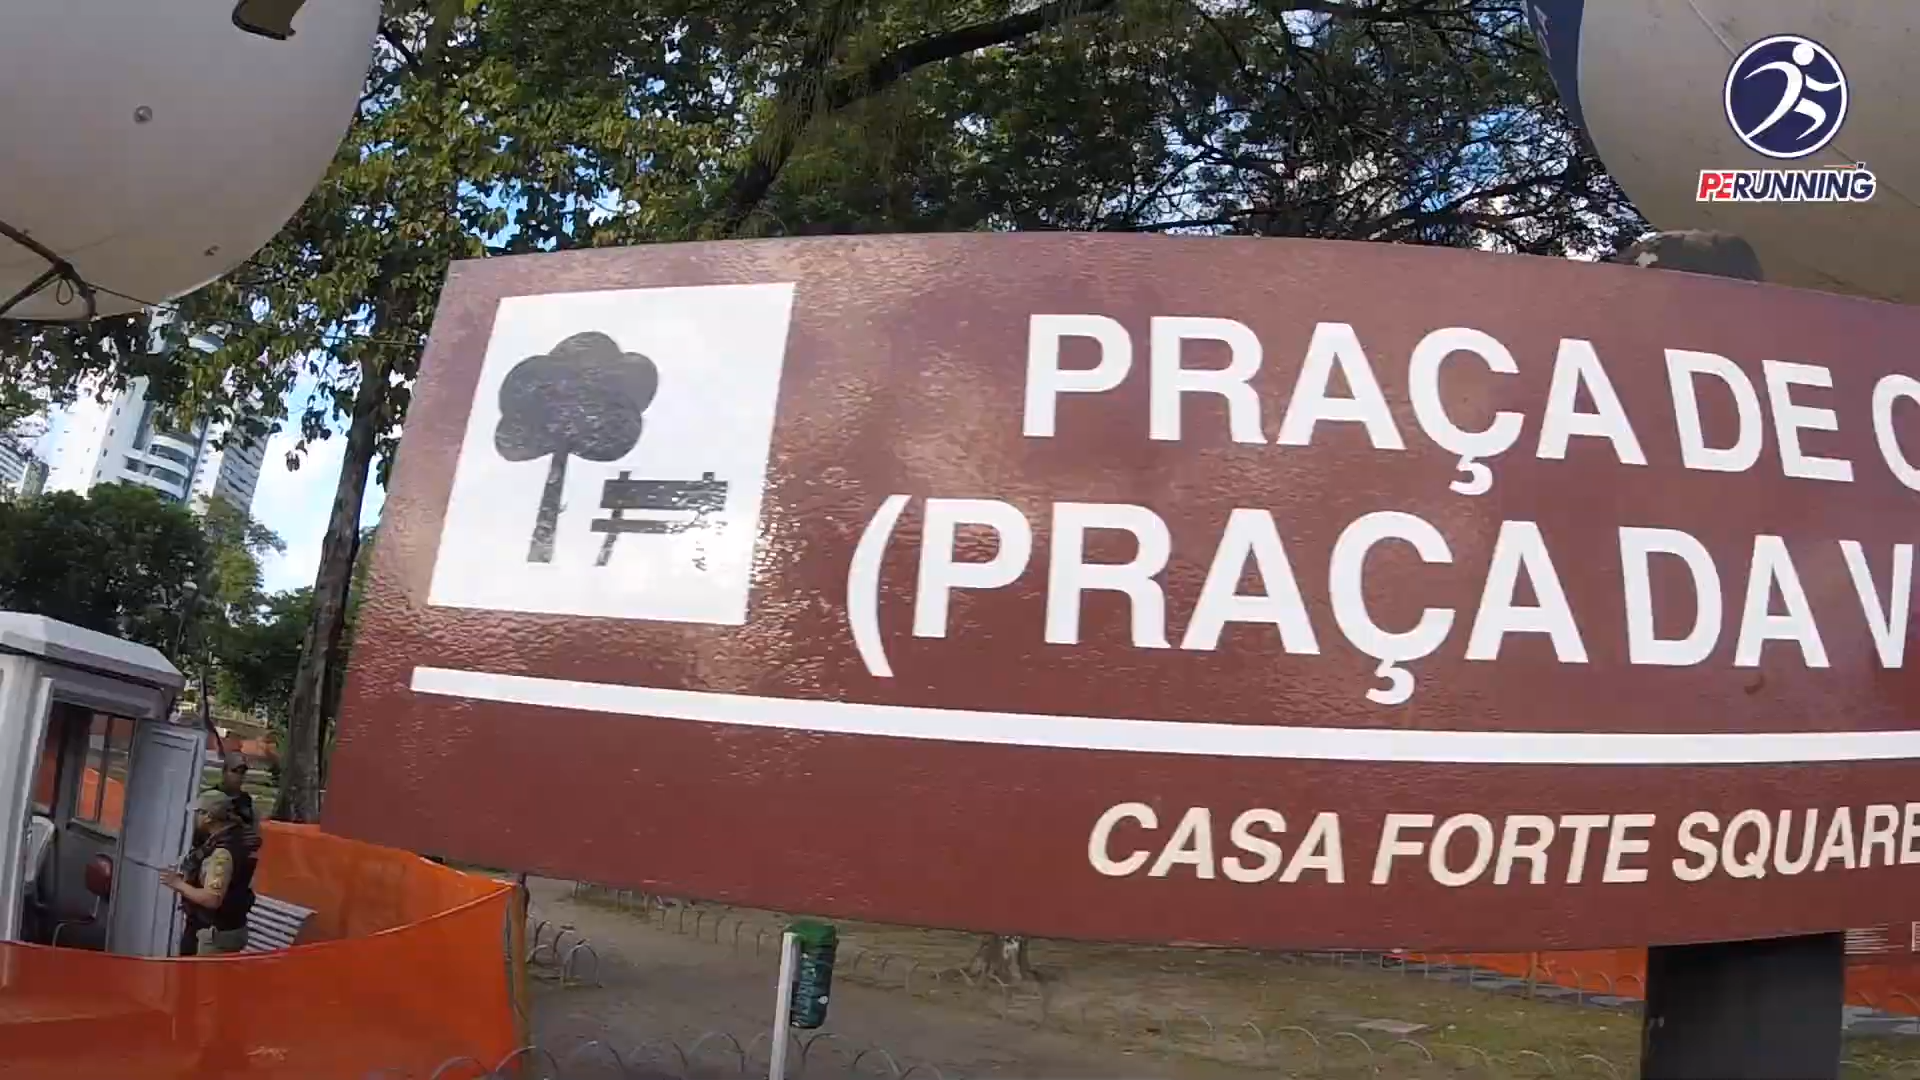 PERUNNING
PRAÇA DE C
(PRAÇA DA V
CASA FORTE SQUARE